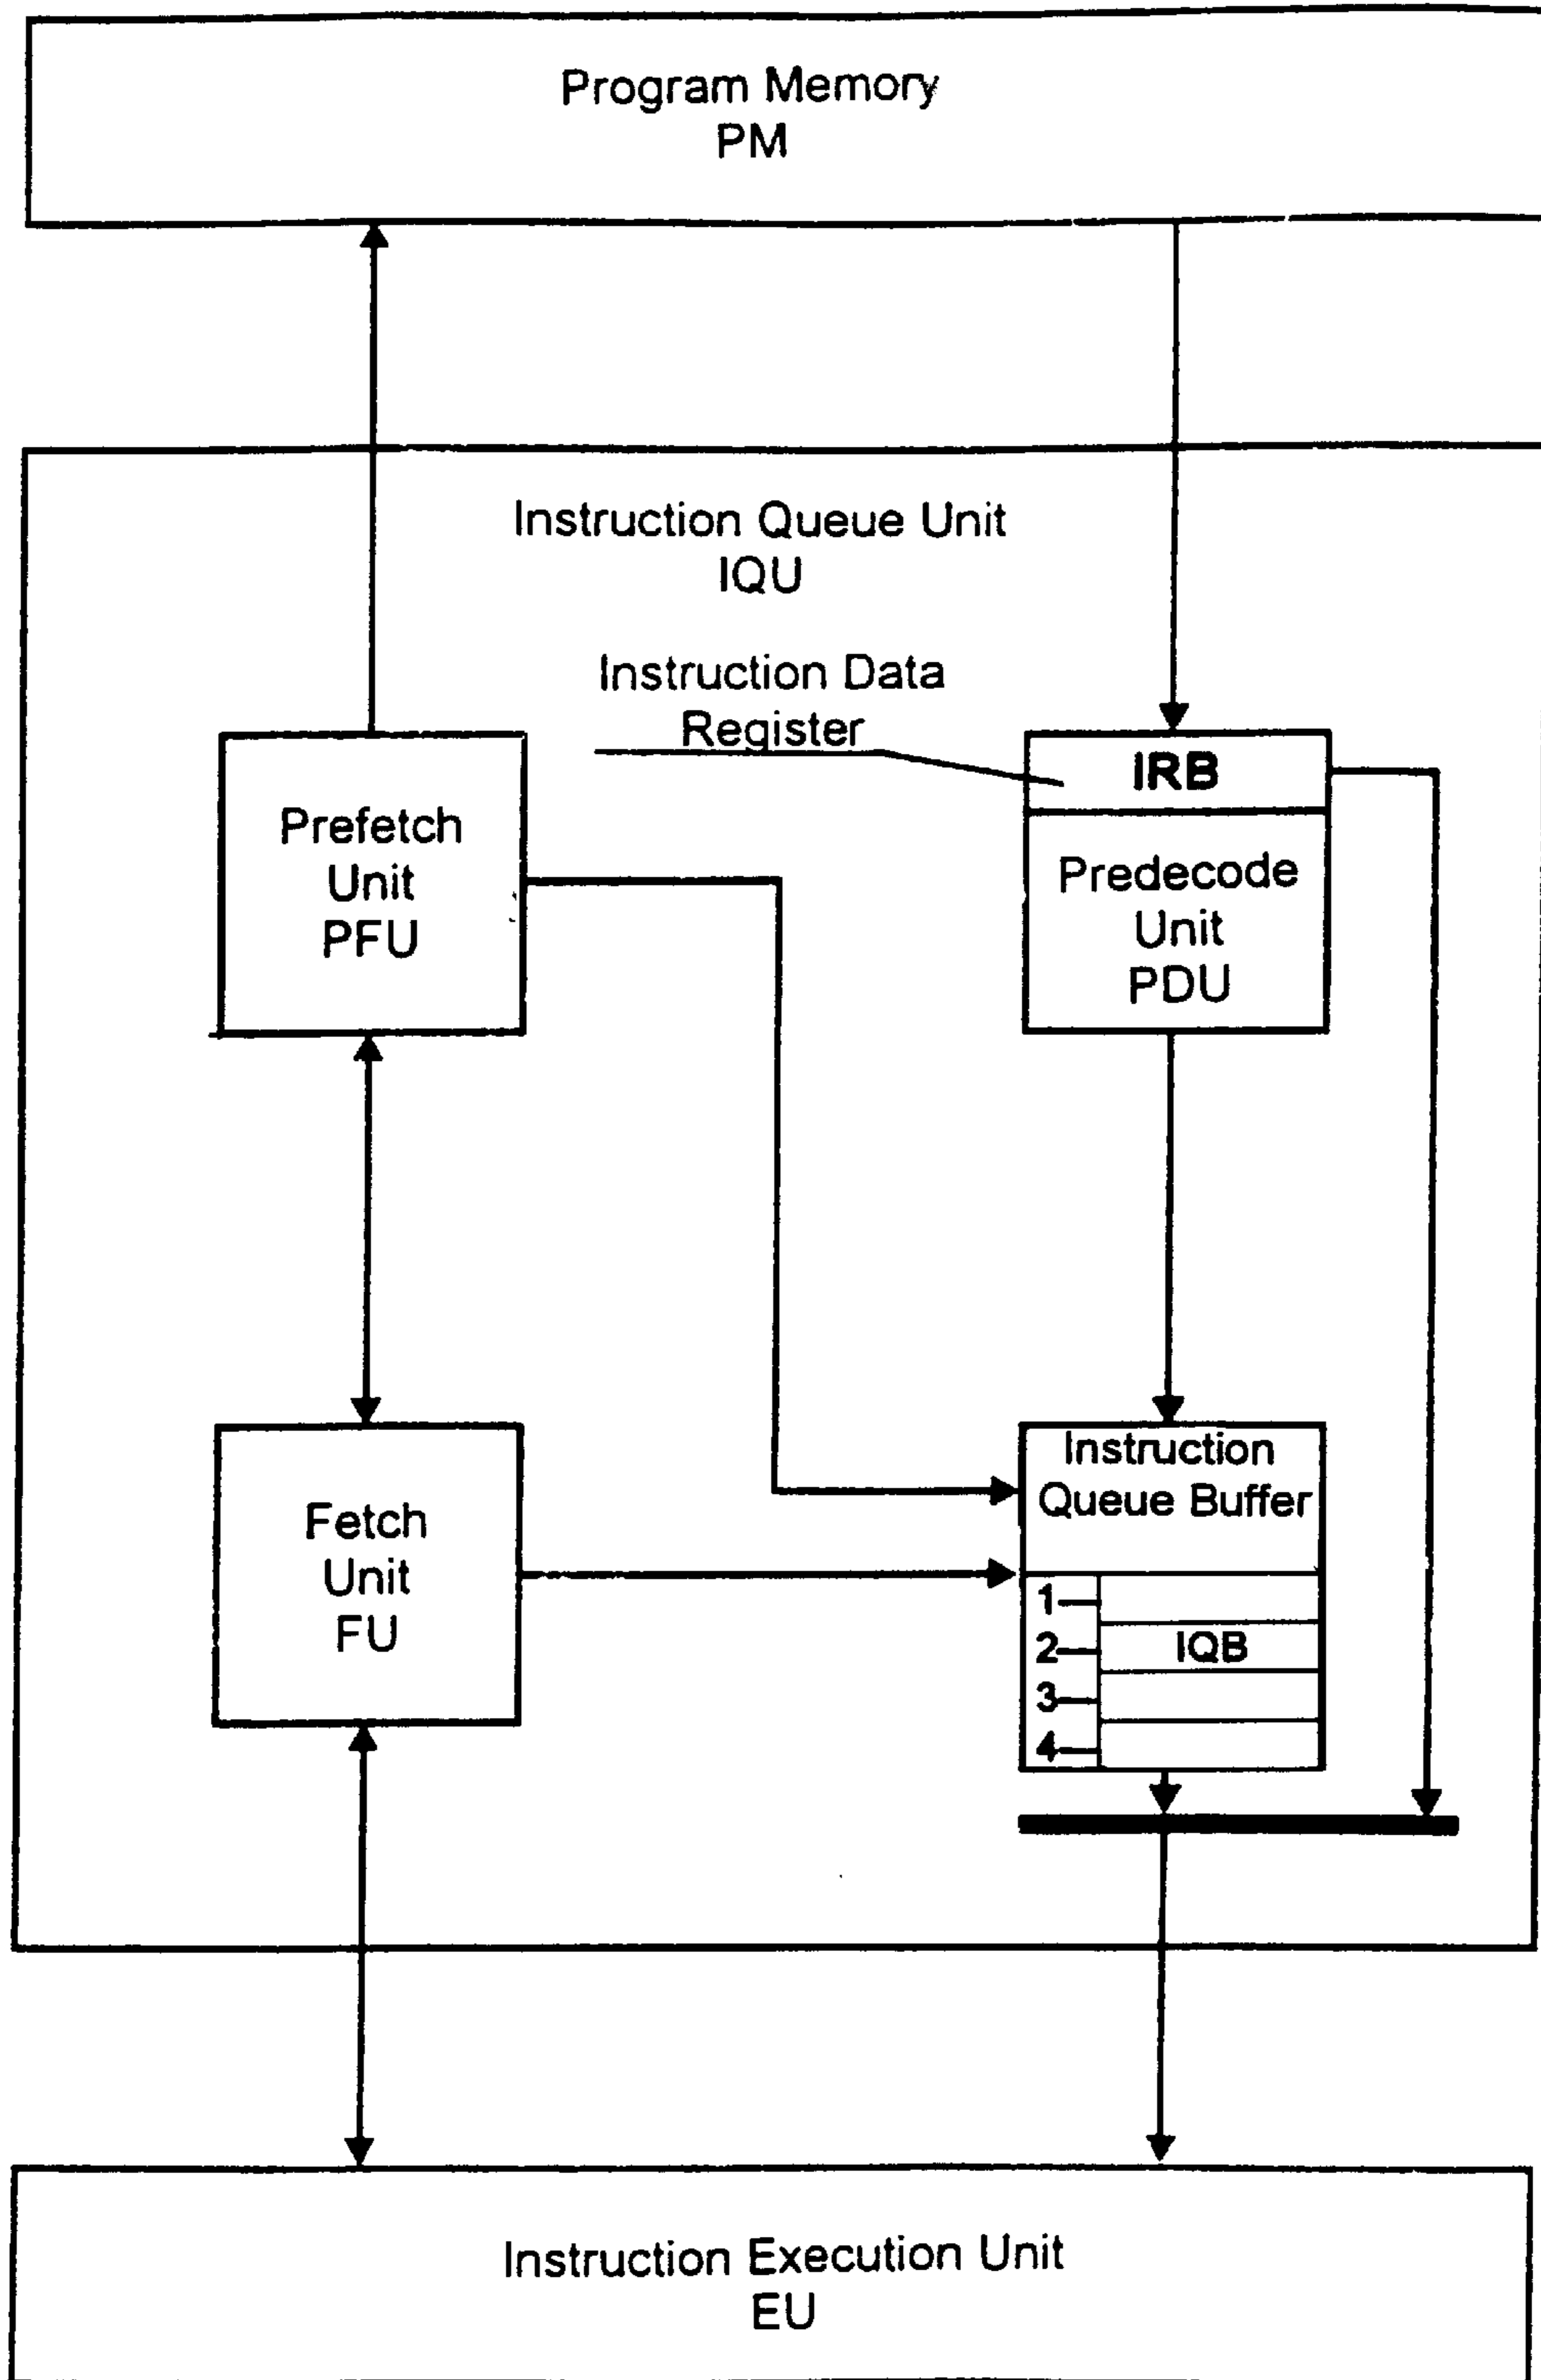 Program Memory
PM
Instruction Queue Unit
IQU
Instruction Data
Register
IRB
Prefetch
Unit
PFU
Predecode
Unit
PDU
Fetch
Unit
FU
Instruction
Queue Buffer
1
2
IQB
3
4
Instruction Execution Unit
EU